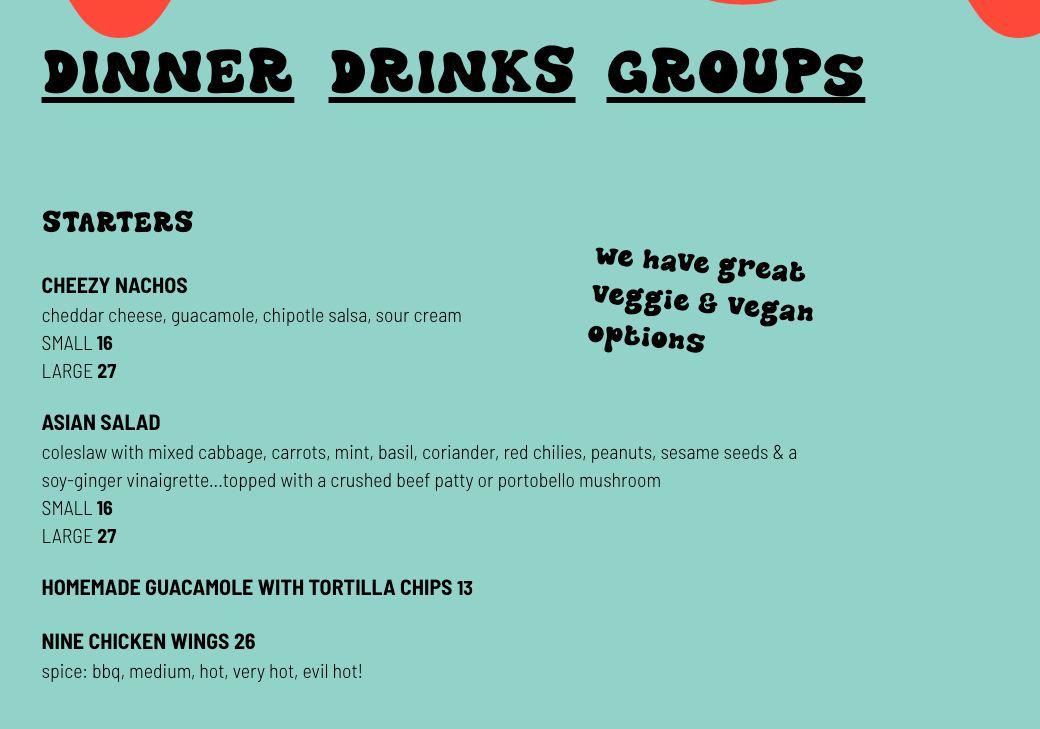 DINNER DRINKS GROUPS
STARTERS
we have great
veggie & vegan
options
CHEEZY NACHOS
cheddar cheese, guacamole, chipotle salsa, sour cream
SMALL 16
LARGE 27
ASIAN SALAD
coleslaw with mixed cabbage, carrots, mint, basil, coriander, red chilies, peanuts, sesame seeds & a
soy-ginger vinaigrette...topped with a crushed beef patty or portobello mushroom
SMALL 16
LARGE 27
HOMEMADE GUACAMOLE WITH TORTILLA CHIPS 13
NINE CHICKEN WINGS 26
spice: bbq, medium, hot, very hot, evil hot!